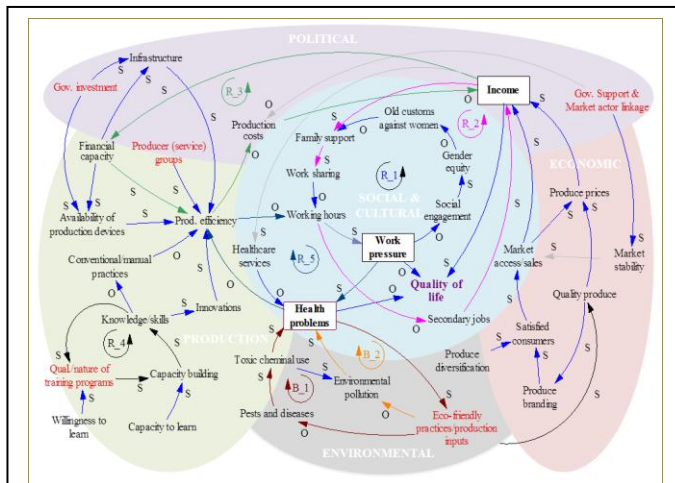 POLITICAL
Infrastructure
Gov. investment
S
S
S
R_3
O
Production
costs
Income
Gov. Support &
Market actor linkage
S
S
O
O
Old customs
against women
R_2
Family support
O
S
S
Financial
capacity
Producer (service)
groups
O
O
Gender
equity
ECONOMIC
Work sharing
R_1
S
S
S
S
Produce prices
S
O
SOCIAL &
CULTURAL
Social
engagement
Availability of
production devices
S
Prod. efficiency
O
Working hours
S
O
Work
pressure
Market
access/sales
S
Market
stability
Conventional/manual
practices
O
S
O
Healthcare
services
R_5
O
S
S
Quality of
life
Quality produce
O
Innovations
S
O
Secondary jobs
S
Knowledge/skills
S
Health
problems
Satisfied
consumers
S
R_4
PRODUCTION
S
S
B_2
Produce
diversification
S
Qual/nature of
training programs
S
Capacity building
Toxic cheminal use
S
Environmental
pollution
Produce
branding
S
S
S
B_1
S
O
Willingness to
learn
Capacity to learn
Pests and diseases
O
Eco-friendly
practices/production
inputs
S
ENVIRONMENTAL